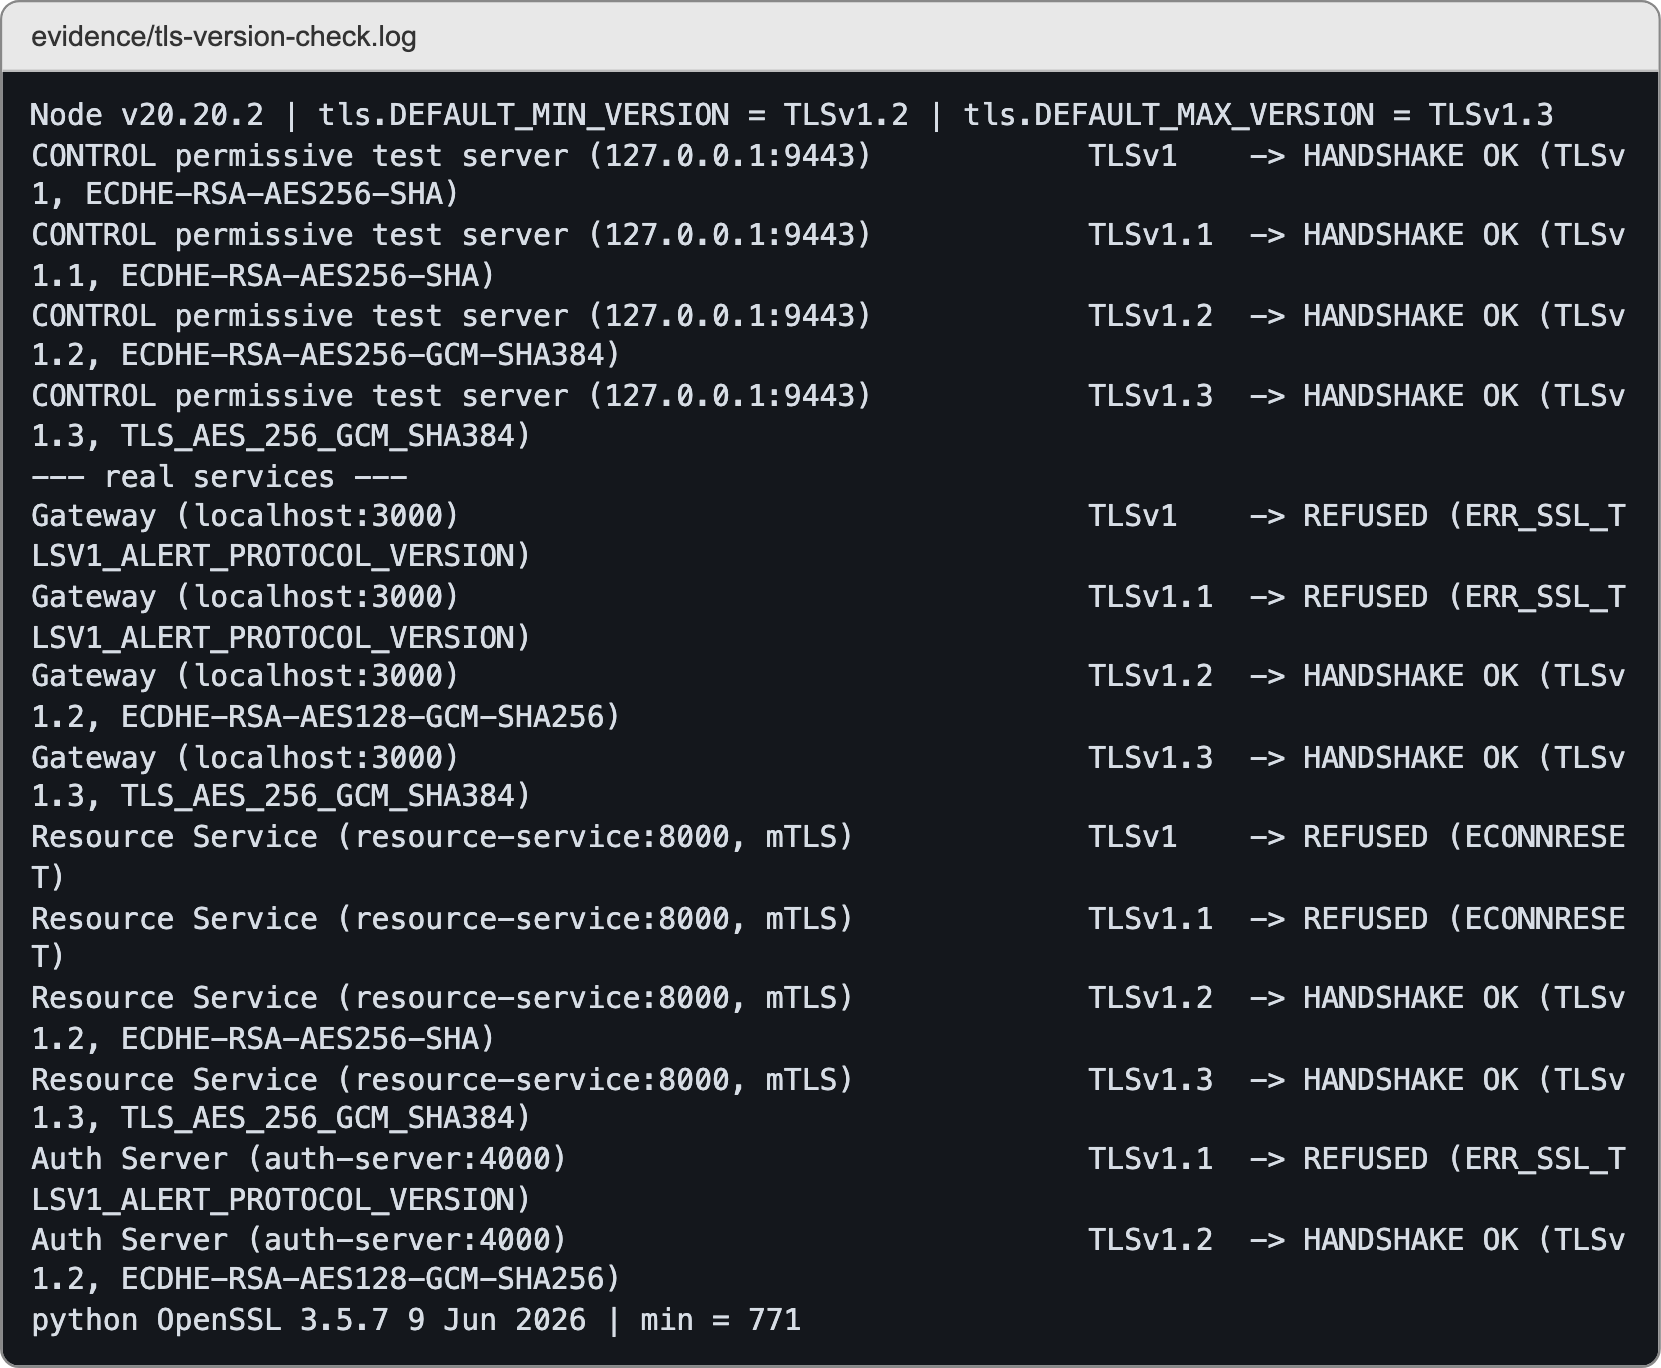 evidence/tls-version-check.log
Node v20.20.2 | tls.DEFAULT_MIN_VERSION = TLSv1.2 | tls.DEFAULT_MAX_VERSION = TLSv1.3
CONTROL permissive test server (127.0.0.1:9443)            TLSv1    -> HANDSHAKE OK (TLSv
1, ECDHE-RSA-AES256-SHA)
CONTROL permissive test server (127.0.0.1:9443)            TLSv1.1  -> HANDSHAKE OK (TLSv
1.1, ECDHE-RSA-AES256-SHA)
CONTROL permissive test server (127.0.0.1:9443)            TLSv1.2  -> HANDSHAKE OK (TLSv
1.2, ECDHE-RSA-AES256-GCM-SHA384)
CONTROL permissive test server (127.0.0.1:9443)            TLSv1.3  -> HANDSHAKE OK (TLSv
1.3, TLS_AES_256_GCM_SHA384)
--- real services ---
Gateway (localhost:3000)                                   TLSv1    -> REFUSED (ERR_SSL_T
LSV1_ALERT_PROTOCOL_VERSION)
Gateway (localhost:3000)                                   TLSv1.1  -> REFUSED (ERR_SSL_T
LSV1_ALERT_PROTOCOL_VERSION)
Gateway (localhost:3000)                                   TLSv1.2  -> HANDSHAKE OK (TLSv
1.2, ECDHE-RSA-AES128-GCM-SHA256)
Gateway (localhost:3000)                                   TLSv1.3  -> HANDSHAKE OK (TLSv
1.3, TLS_AES_256_GCM_SHA384)
Resource Service (resource-service:8000, mTLS)             TLSv1    -> REFUSED (ECONNRESE
T)
Resource Service (resource-service:8000, mTLS)             TLSv1.1  -> REFUSED (ECONNRESE
T)
Resource Service (resource-service:8000, mTLS)             TLSv1.2  -> HANDSHAKE OK (TLSv
1.2, ECDHE-RSA-AES256-SHA)
Resource Service (resource-service:8000, mTLS)             TLSv1.3  -> HANDSHAKE OK (TLSv
1.3, TLS_AES_256_GCM_SHA384)
Auth Server (auth-server:4000)                             TLSv1.1  -> REFUSED (ERR_SSL_T
LSV1_ALERT_PROTOCOL_VERSION)
Auth Server (auth-server:4000)                             TLSv1.2  -> HANDSHAKE OK (TLSv
1.2, ECDHE-RSA-AES128-GCM-SHA256)
python OpenSSL 3.5.7 9 Jun 2026 | min = 771